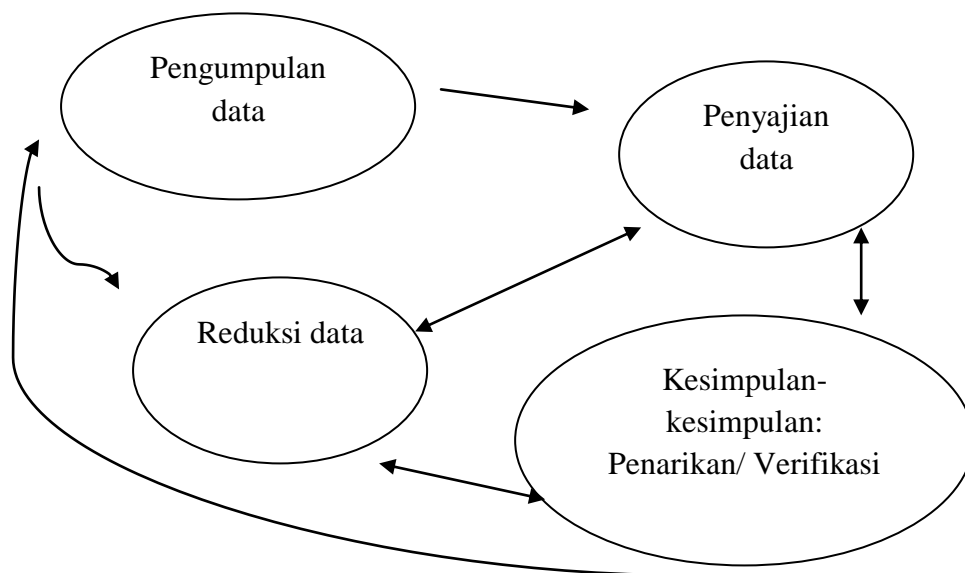 Pengumpulan
data
Penyajian
data
Reduksi data
Kesimpulan-
kesimpulan:
Penarikan/ Verifikasi